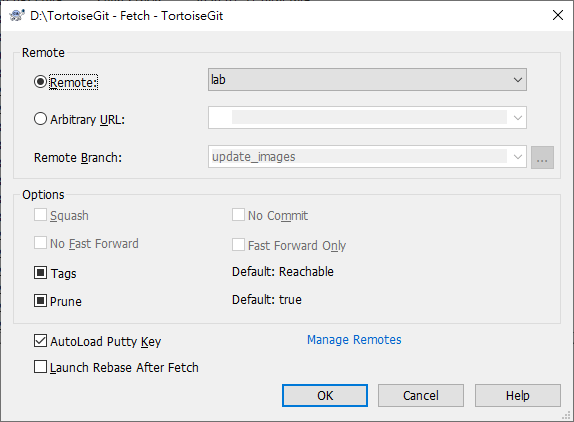 D:\TortoiseGit - Fetch - TortoiseGit
Remote
Remote:
lab
Arbitrary URL:
Remote Branch:
update_images
...
Options
Squash
No Commit
No Fast Forward
Fast Forward Only
Tags
Default: Reachable
Prune
Default: true
AutoLoad Putty Key
Manage Remotes
Launch Rebase After Fetch
OK
Cancel
Help